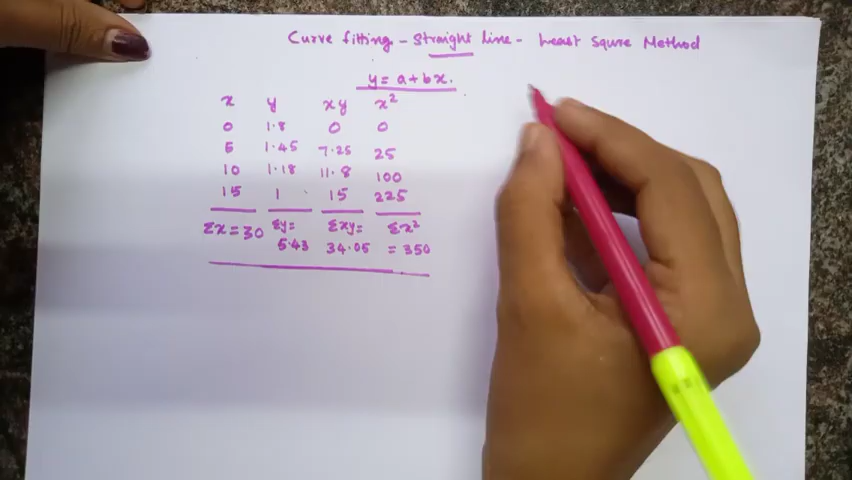 Curve fitting - Straight line - Least Squre Method
y = a + bx.
x y xy x²
0 1.8 0 0
5 1.45 7.25 25
10 1.18 11.8 100
15 1 15 225
Σx = 30 Σy = 5.43 Σxy = 34.05 Σx² = 350